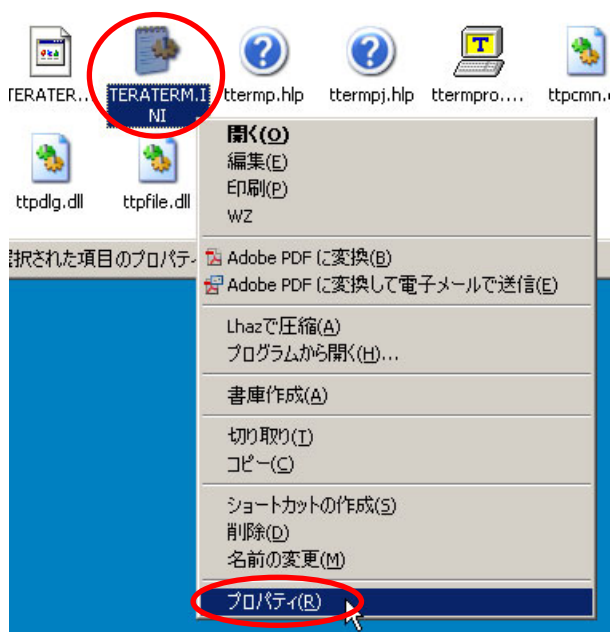 TERATER...
TERATERM.I
NI
ttermp.hlp
ttermpj.hlp
ttermpro....
ttpcmn.
ttpdlg.dll
ttpfile.dll
開く(O)
編集(E)
印刷(P)
WZ
択された項目のプロパティ
Adobe PDF に変換(B)
Adobe PDF に変換して電子メールで送信(E)
Lhazで圧縮(A)
プログラムから開く(H)...
書庫作成(A)
切り取り(T)
コピー(C)
ショートカットの作成(S)
削除(D)
名前の変更(M)
プロパティ(R)